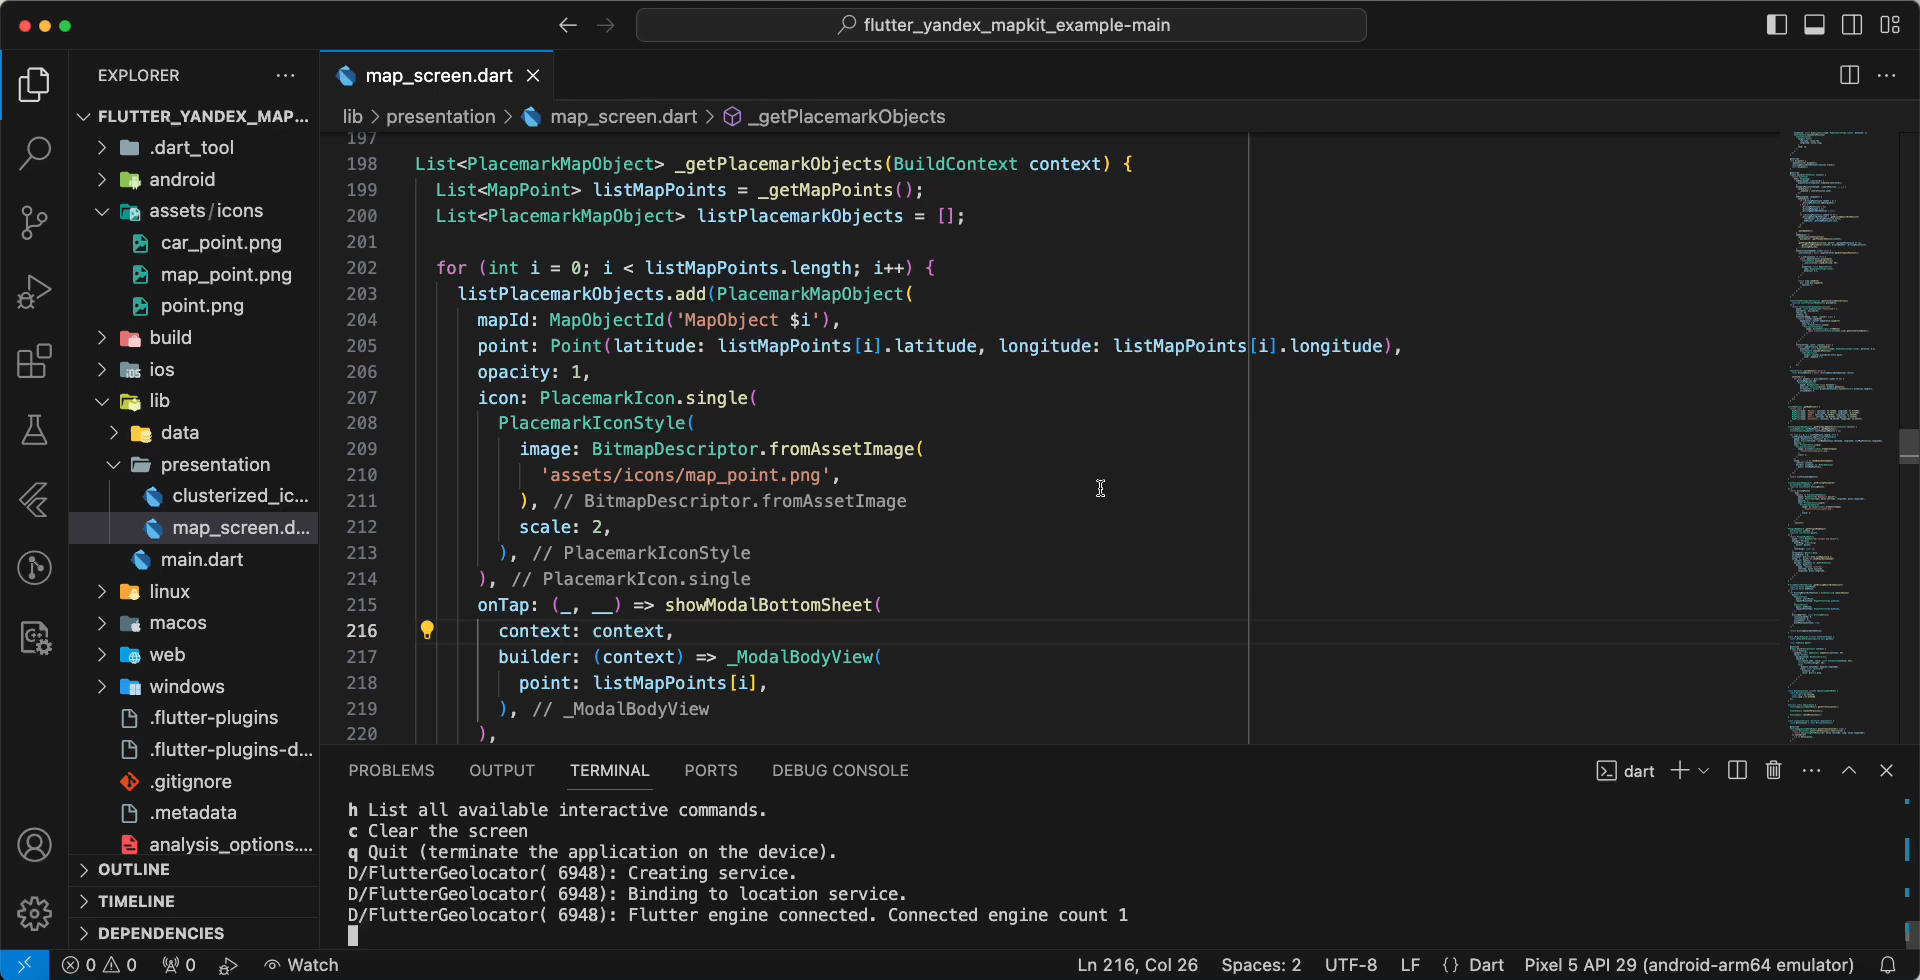 flutter_yandex_mapkit_example-main
EXPLORER
FLUTTER_YANDEX_MAP...
.dart_tool
android
assets/icons
car_point.png
map_point.png
point.png
build
ios
lib
data
presentation
clusterized_ic...
map_screen.d...
main.dart
linux
macos
web
windows
.flutter-plugins
.flutter-plugins-d...
.gitignore
.metadata
analysis_options....
OUTLINE
TIMELINE
DEPENDENCIES
map_screen.dart
lib > presentation > map_screen.dart > _getPlacemarkObjects
197
198 List<PlacemarkMapObject> _getPlacemarkObjects(BuildContext context) {
199 List<MapPoint> listMapPoints = _getMapPoints();
200 List<PlacemarkMapObject> listPlacemarkObjects = [];
201
202 for (int i = 0; i < listMapPoints.length; i++) {
203 listPlacemarkObjects.add(PlacemarkMapObject(
204 mapId: MapObjectId('MapObject $i'),
205 point: Point(latitude: listMapPoints[i].latitude, longitude: listMapPoints[i].longitude),
206 opacity: 1,
207 icon: PlacemarkIcon.single(
208 PlacemarkIconStyle(
209 image: BitmapDescriptor.fromAssetImage(
210 'assets/icons/map_point.png',
211 ), // BitmapDescriptor.fromAssetImage
212 scale: 2,
213 ), // PlacemarkIconStyle
214 ), // PlacemarkIcon.single
215 onTap: (_, __) => showModalBottomSheet(
216 context: context,
217 builder: (context) => _ModalBodyView(
218 point: listMapPoints[i],
219 ), // _ModalBodyView
220 ),
PROBLEMS OUTPUT TERMINAL PORTS DEBUG CONSOLE
dart
h List all available interactive commands.
c Clear the screen
q Quit (terminate the application on the device).
D/FlutterGeolocator( 6948): Creating service.
D/FlutterGeolocator( 6948): Binding to location service.
D/FlutterGeolocator( 6948): Flutter engine connected. Connected engine count 1
0 0 0 Watch Ln 216, Col 26 Spaces: 2 UTF-8 LF {} Dart Pixel 5 API 29 (android-arm64 emulator)